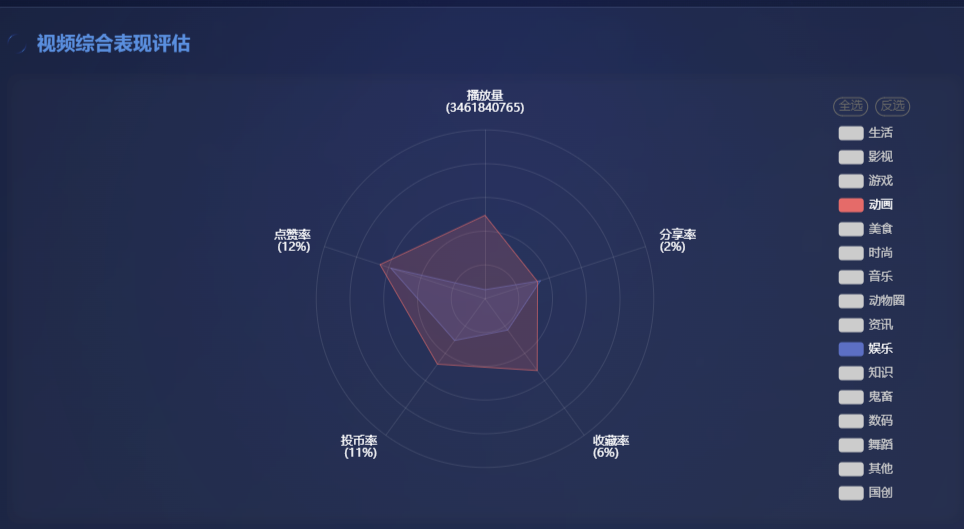 视频综合表现评估
播放量
(3461840765)
点赞率
(12%)
分享率
(2%)
投币率
(11%)
收藏率
(6%)
全选 反选
生活
影视
游戏
动画
美食
时尚
音乐
动物圈
资讯
娱乐
知识
鬼畜
数码
舞蹈
其他
国创